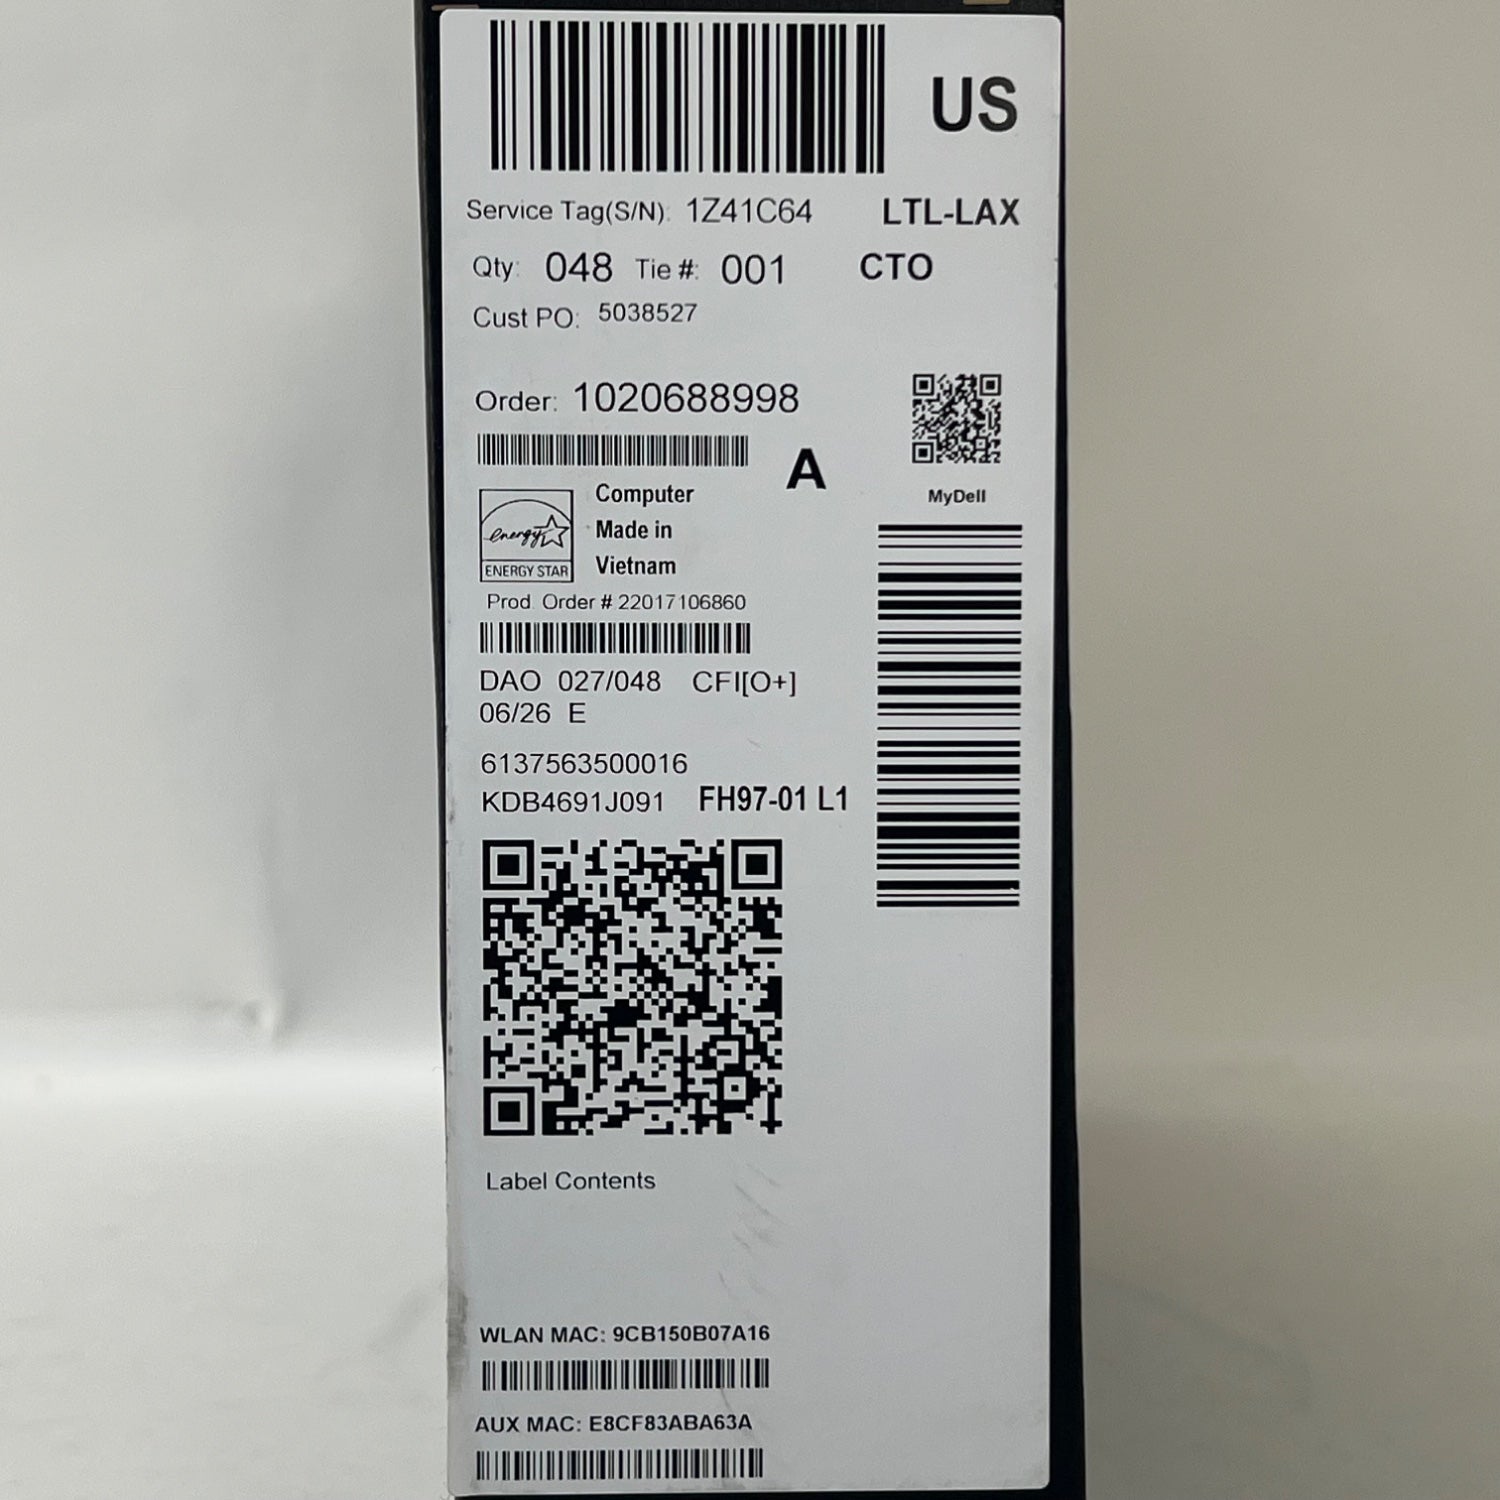 US
Service Tag(S/N): 1Z41C64 LTL-LAX
Qty: 048 Tie #: 001 CTO
Cust PO: 5038527
Order: 1020688998
A
MyDell
energy
ENERGY STAR
Computer
Made in
Vietnam
Prod. Order # 22017106860
DAO 027/048 CFI[O+]
06/26 E
6137563500016
KDB4691J091 FH97-01 L1
Label Contents
WLAN MAC: 9CB150B07A16
AUX MAC: E8CF83ABA63A